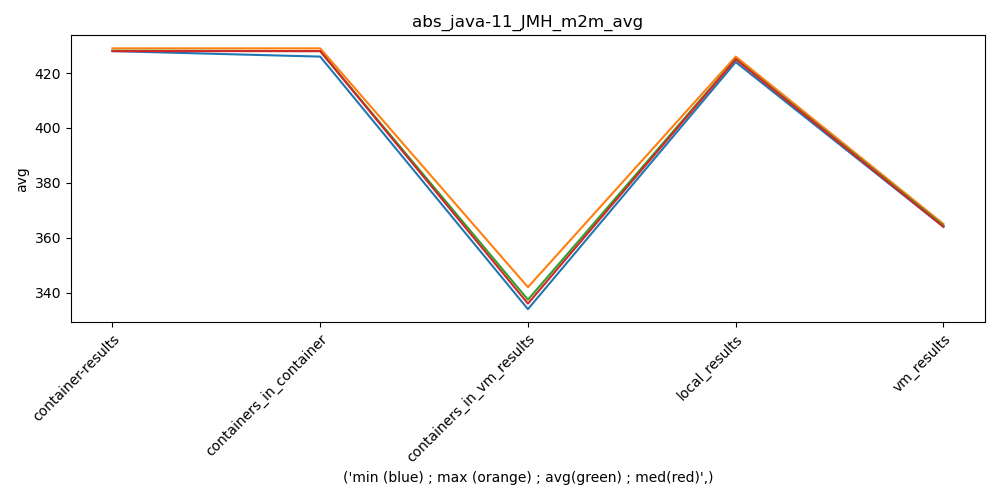 abs_java-11_JMH_m2m_avg
avg
420
400
380
360
340
container-results
containers_in_container
containers_in_vm_results
local_results
vm_results
('min (blue) ; max (orange) ; avg(green) ; med(red)',)